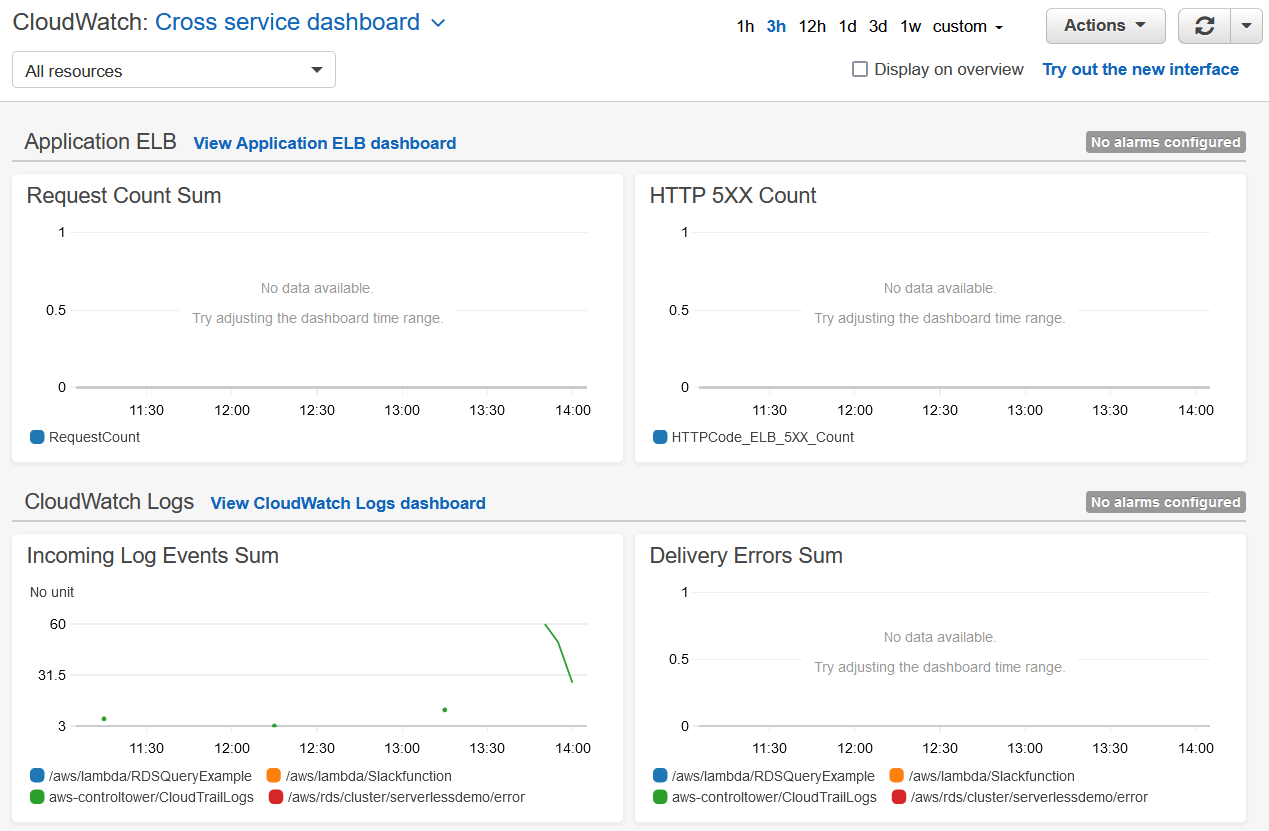 CloudWatch: Cross service dashboard
1h 3h 12h 1d 3d 1w custom
Actions
All resources
Display on overview
Try out the new interface
Application ELB
View Application ELB dashboard
No alarms configured
Request Count Sum
1
0.5
0
No data available.
Try adjusting the dashboard time range.
11:30 12:00 12:30 13:00 13:30 14:00
RequestCount
HTTP 5XX Count
1
0.5
0
No data available.
Try adjusting the dashboard time range.
11:30 12:00 12:30 13:00 13:30 14:00
HTTPCode_ELB_5XX_Count
CloudWatch Logs
View CloudWatch Logs dashboard
No alarms configured
Incoming Log Events Sum
No unit
60
31.5
3
11:30 12:00 12:30 13:00 13:30 14:00
/aws/lambda/RDSQueryExample /aws/lambda/Slackfunction
aws-controltower/CloudTrailLogs /aws/rds/cluster/serverlessdemo/error
Delivery Errors Sum
1
0.5
0
No data available.
Try adjusting the dashboard time range.
11:30 12:00 12:30 13:00 13:30 14:00
/aws/lambda/RDSQueryExample /aws/lambda/Slackfunction
aws-controltower/CloudTrailLogs /aws/rds/cluster/serverlessdemo/error